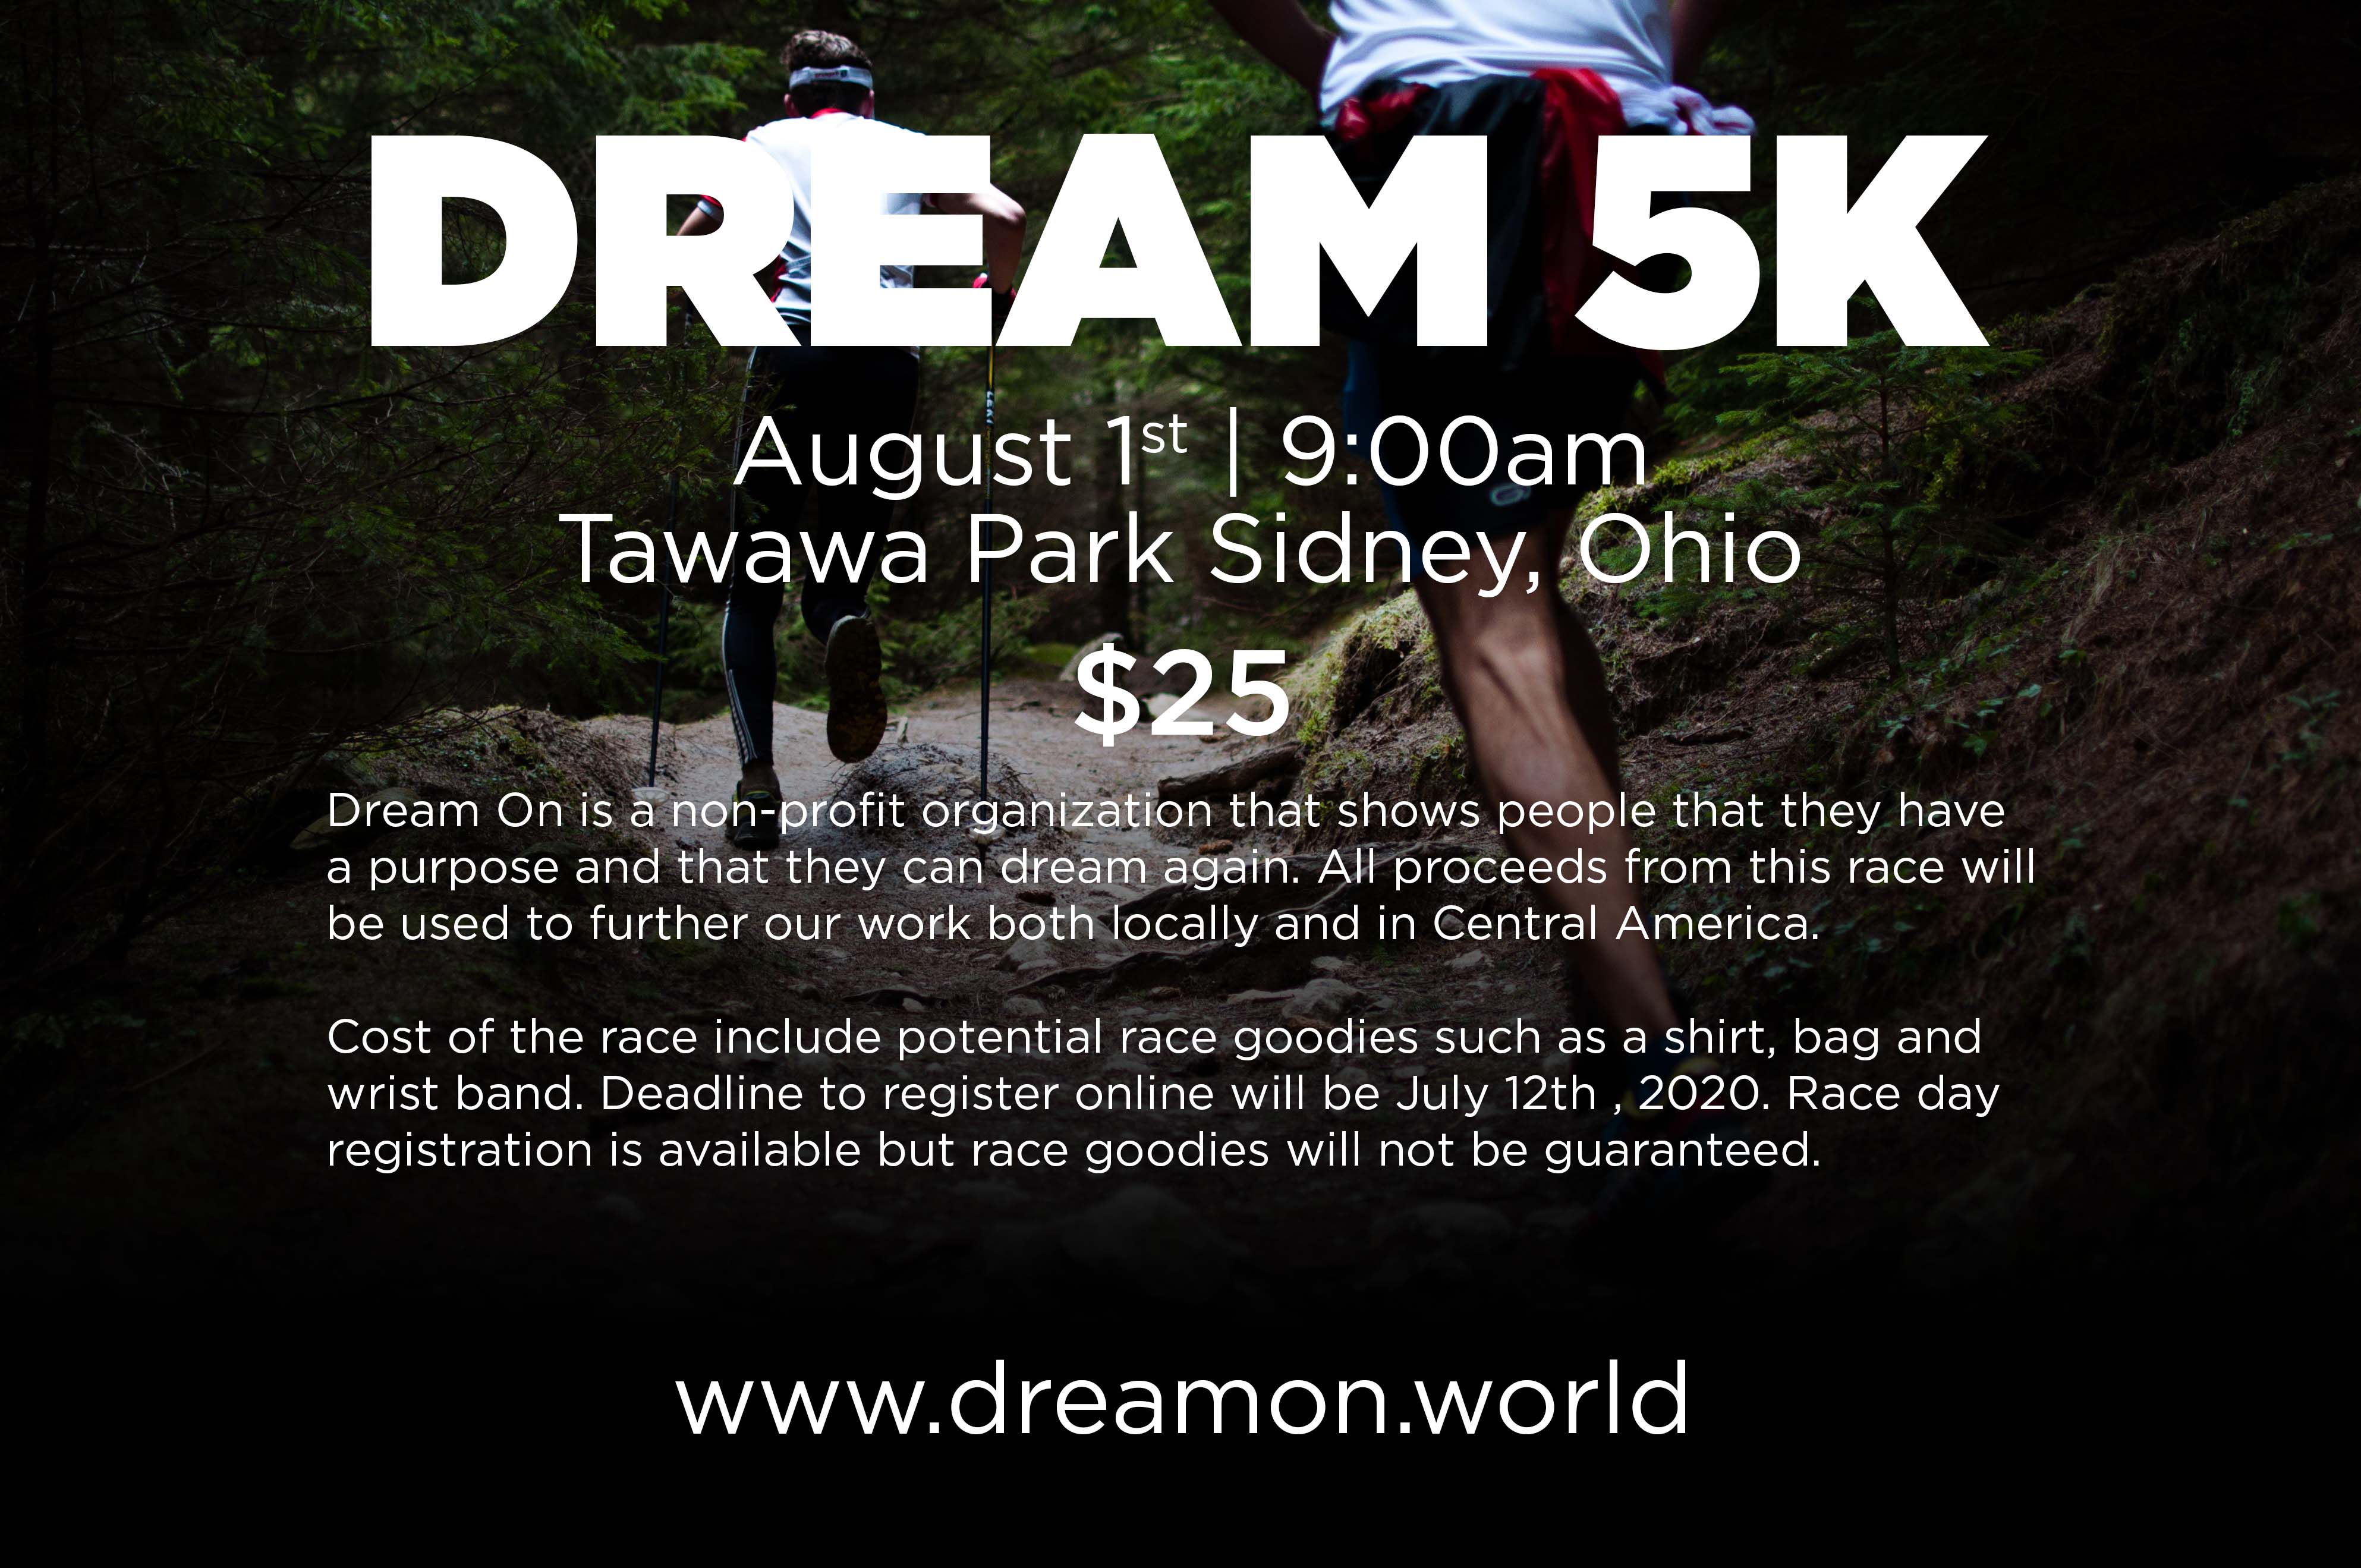 DREAM 5K
August 1st | 9:00am
Tawawa Park Sidney, Ohio
$25
Dream On is a non-profit organization that shows people that they have
a purpose and that they can dream again. All proceeds from this race will
be used to further our work both locally and in Central America.
Cost of the race include potential race goodies such as a shirt, bag and
wrist band. Deadline to register online will be July 12th , 2020. Race day
registration is available but race goodies will not be guaranteed.
www.dreamon.world